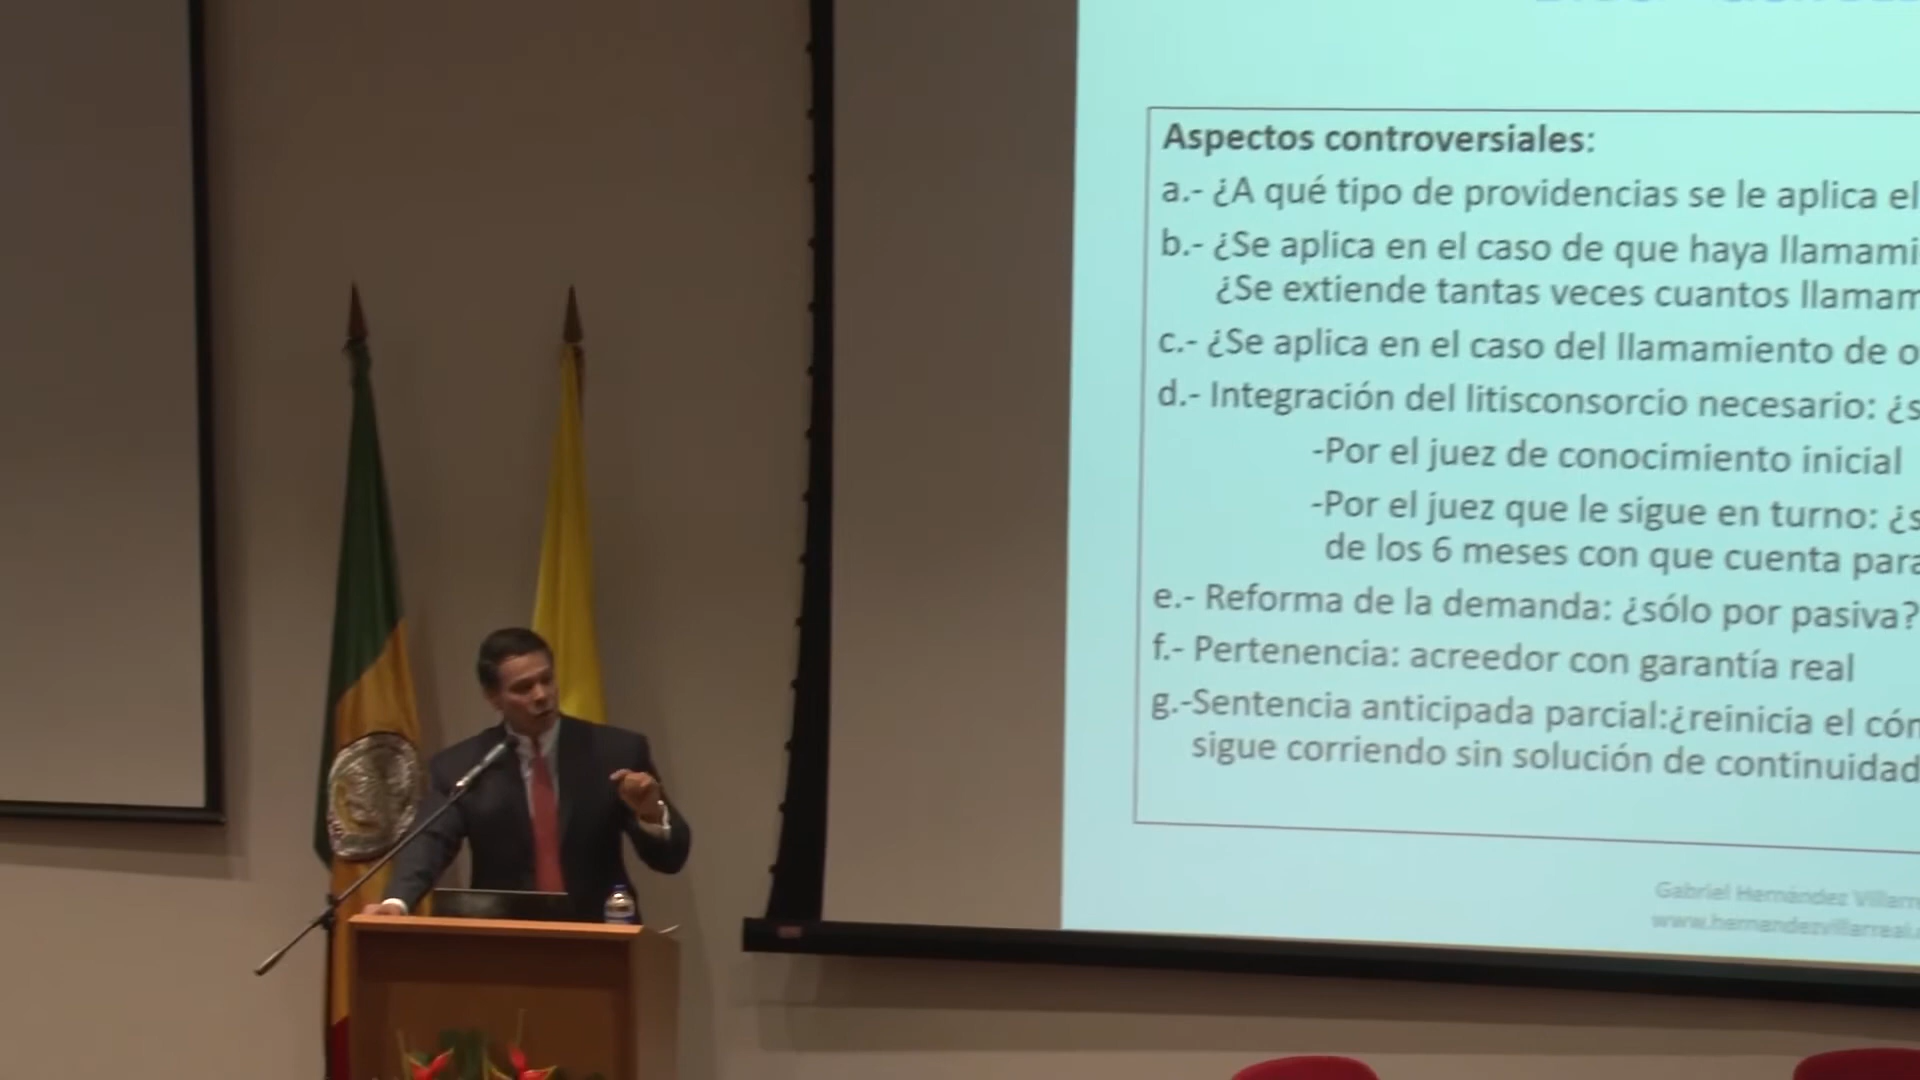 Aspectos controversiales:
a.- ¿A qué tipo de providencias se le aplica el
b.- ¿Se aplica en el caso de que haya
¿Se extiende tantas veces cuantos
c.- ¿Se aplica en el caso del llamamiento de
d.- Integración del litisconsorcio necesario:
-Por el juez de conocimiento inicial
-Por el juez que le sigue en turno:
de los 6 meses con que cuenta
e.- Reforma de la demanda: ¿sólo por pasiva?
f.- Pertenencia: acreedor con garantía real
g.-Sentencia anticipada parcial:¿reinicia el
sigue corriendo sin solución de continuidad
Gabriel Hernández